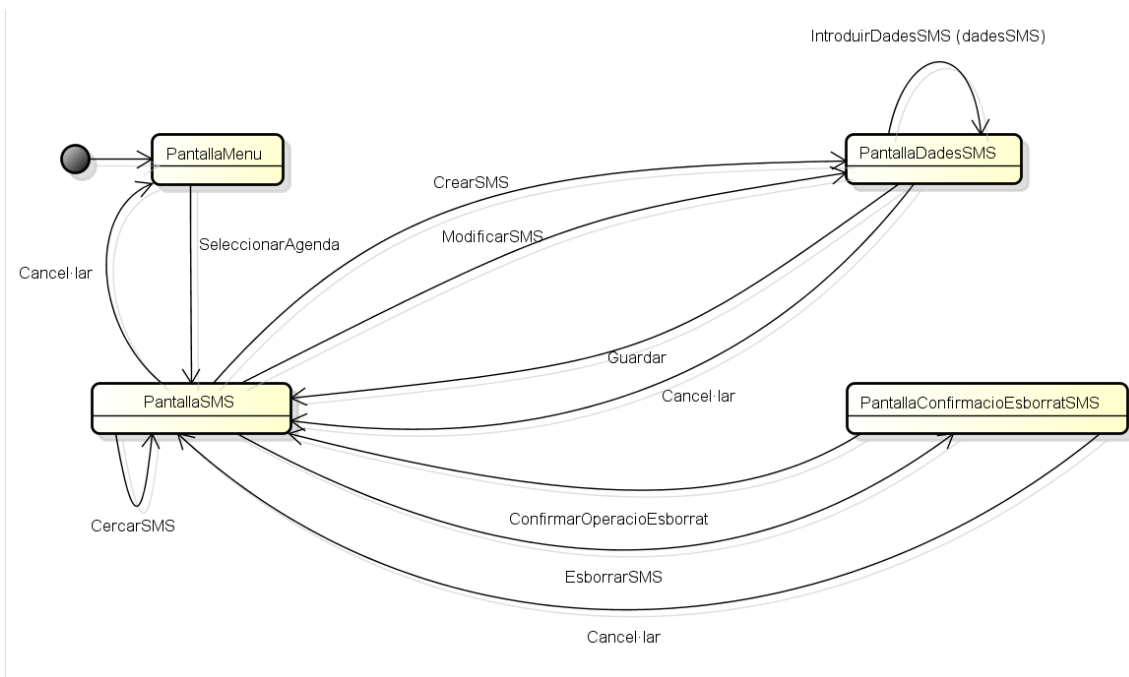 IntroduirDadesSMS (dadesSMS)
PantallaMenu
PantallaDadesSMS
CrearSMS
ModificarSMS
SeleccionarAgenda
Cancel·lar
Guardar
Cancel·lar
PantallaSMS
PantallaConfirmacioEsborratSMS
CercarSMS
ConfirmarOperacioEsborrat
EsborrarSMS
Cancel·lar